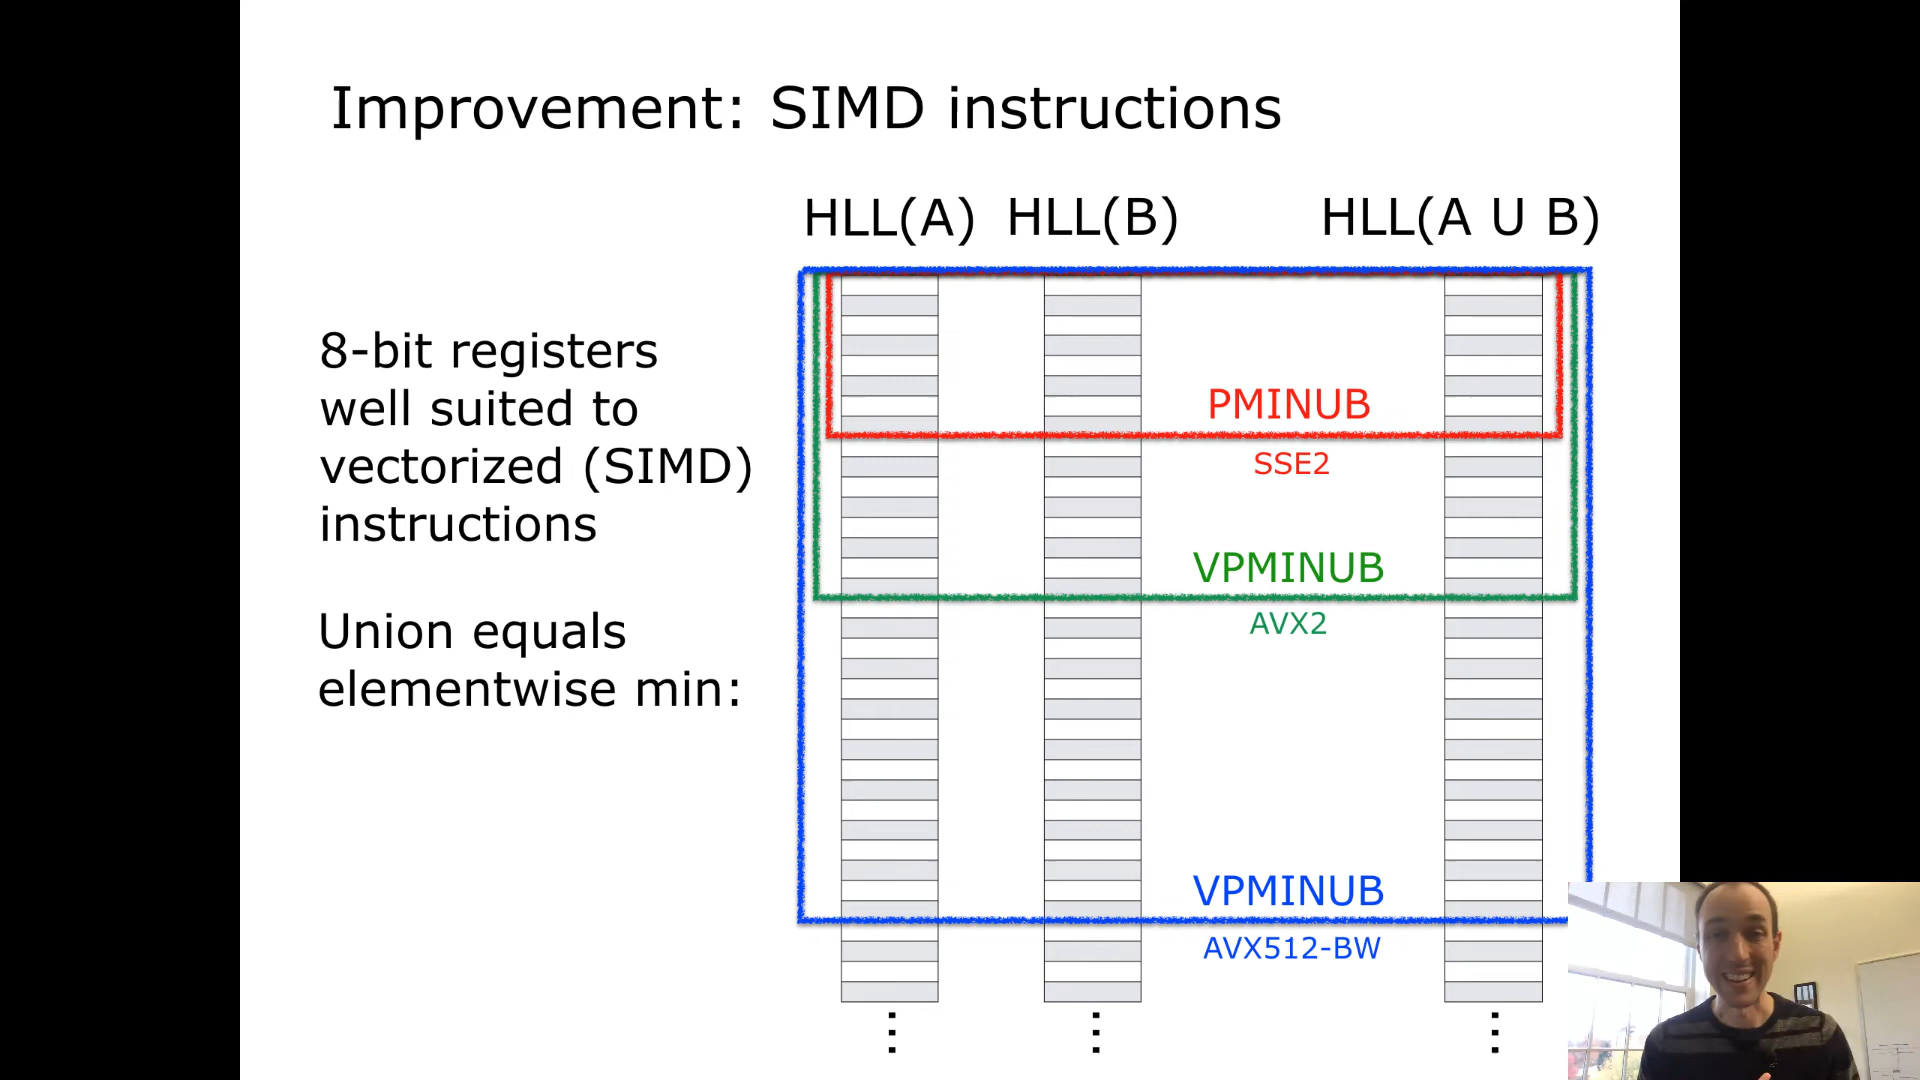 Improvement: SIMD instructions
HLL(A) HLL(B) HLL(A U B)
8-bit registers
well suited to
vectorized (SIMD)
instructions
Union equals
elementwise min:
PMINUB
SSE2
VPMINUB
AVX2
VPMINUB
AVX512-BW